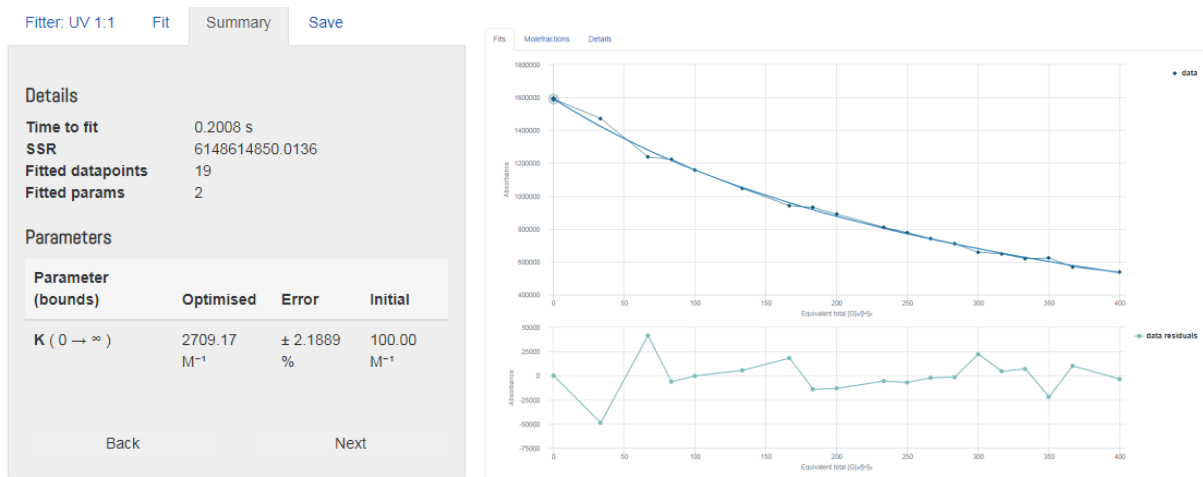 Fitter: UV 1:1 Fit Summary Save
Details
Time to fit 0.2008 s
SSR 6148614850.0136
Fitted datapoints 19
Fitted params 2
Parameters
Parameter (bounds) Optimised Error Initial
K ( 0 → ∞ ) 2709.17 M⁻¹ ± 2.1889 % 100.00 M⁻¹
Back Next
Fits Molefractions Details
data
1800000
1600000
1400000
1200000
1000000
800000
600000
400000
Absorbance
0 50 100 150 200 250 300 350 400
Equivalent total [G]₀/[H]₀
data residuals
50000
25000
0
-25000
-50000
-75000
Absorbance
0 50 100 150 200 250 300 350 400
Equivalent total [G]₀/[H]₀